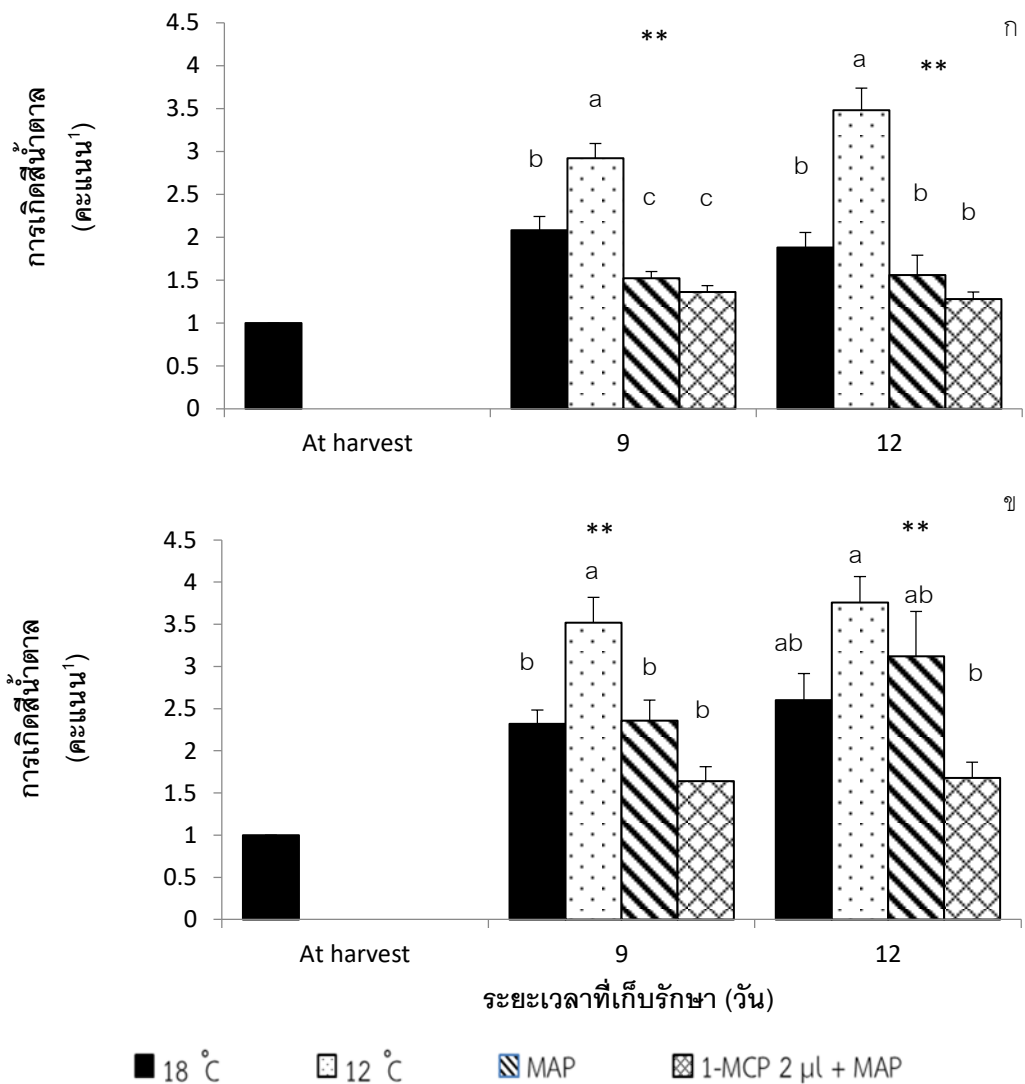 ก
4.5
4
3.5
3
2.5
2
1.5
1
0.5
0
การเกิดสีน้ำตาล
(คะแนน¹)
**
**
a
b
c
c
a
b
b
b
At harvest 9 12
ข
4.5
4
3.5
3
2.5
2
1.5
1
0.5
0
การเกิดสีน้ำตาล
(คะแนน¹)
**
**
a
b
b
b
a
ab
ab
b
At harvest 9 12
ระยะเวลาที่เก็บรักษา (วัน)
18 °C 12 °C MAP 1-MCP 2 µl + MAP